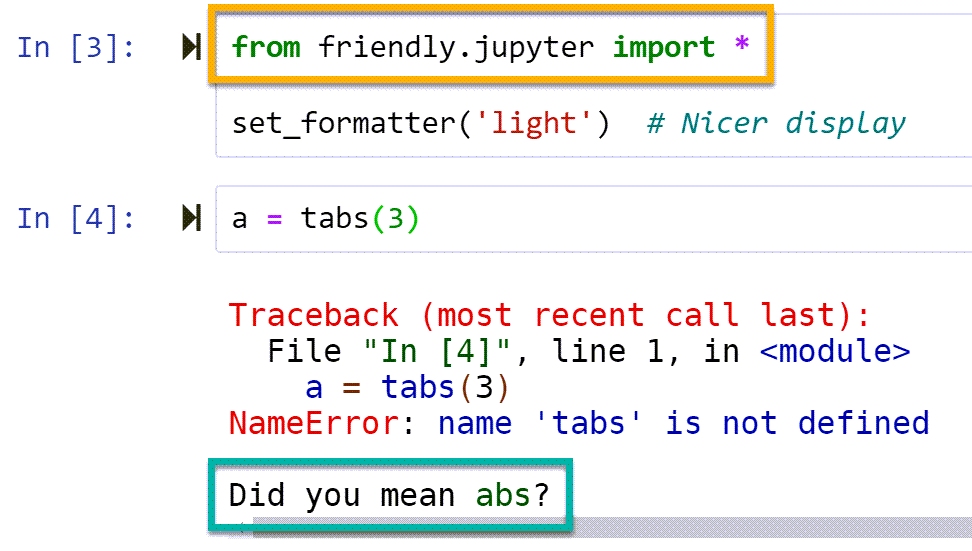 In [3]: from friendly.jupyter import *
set_formatter('light')  # Nicer display
In [4]: a = tabs(3)
Traceback (most recent call last):
  File "In [4]", line 1, in <module>
    a = tabs(3)
NameError: name 'tabs' is not defined
Did you mean abs?